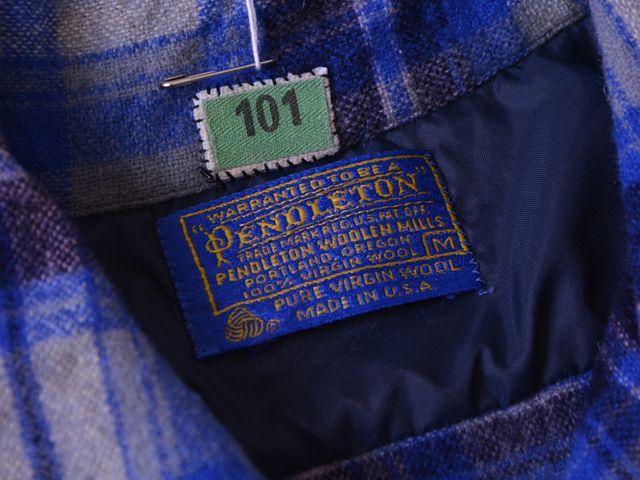 101
"WARRANTED TO BE A
PENDLETON"
TRADE MARK REG. U.S. PAT. OFF.
PENDLETON WOOLEN MILLS
PORTLAND, OREGON
100% VIRGIN WOOL
M
PURE VIRGIN WOOL
MADE IN U.S.A.